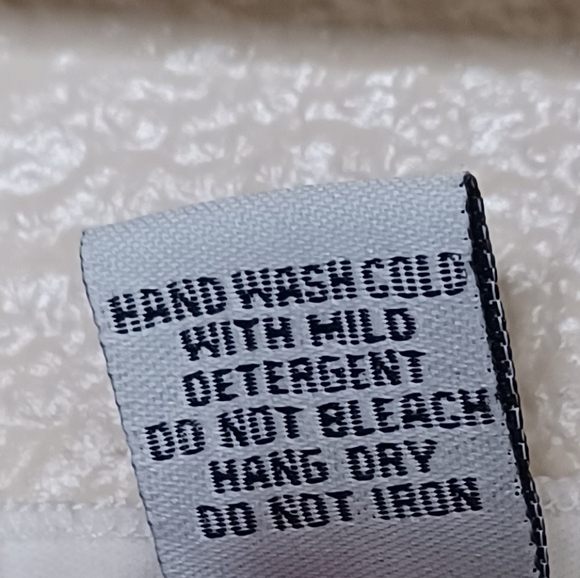 HAND WASH COLD
WITH MILD
DETERGENT
DO NOT BLEACH
HANG DRY
DO NOT IRON